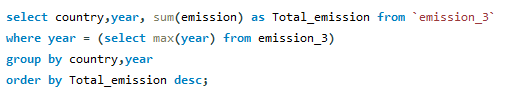 select country,year, sum(emission) as Total_emission from `emission_3`
where year = (select max(year) from emission_3)
group by country,year
order by Total_emission desc;